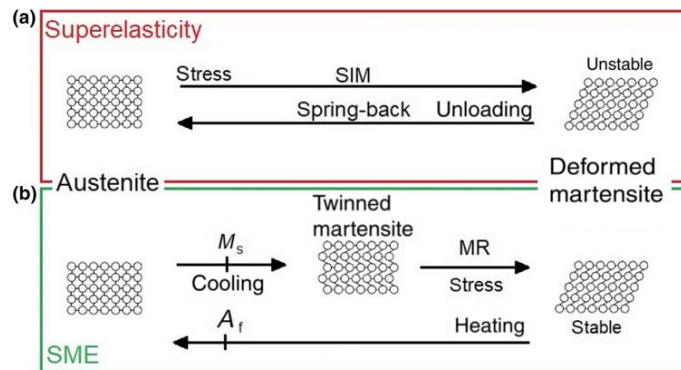 (a)
Superelasticity
Stress SIM
Unstable
Spring-back Unloading
Austenite
Deformed
martensite
(b)
Twinned
martensite
Ms
Cooling
MR
Stress
Af
Heating
Stable
SME